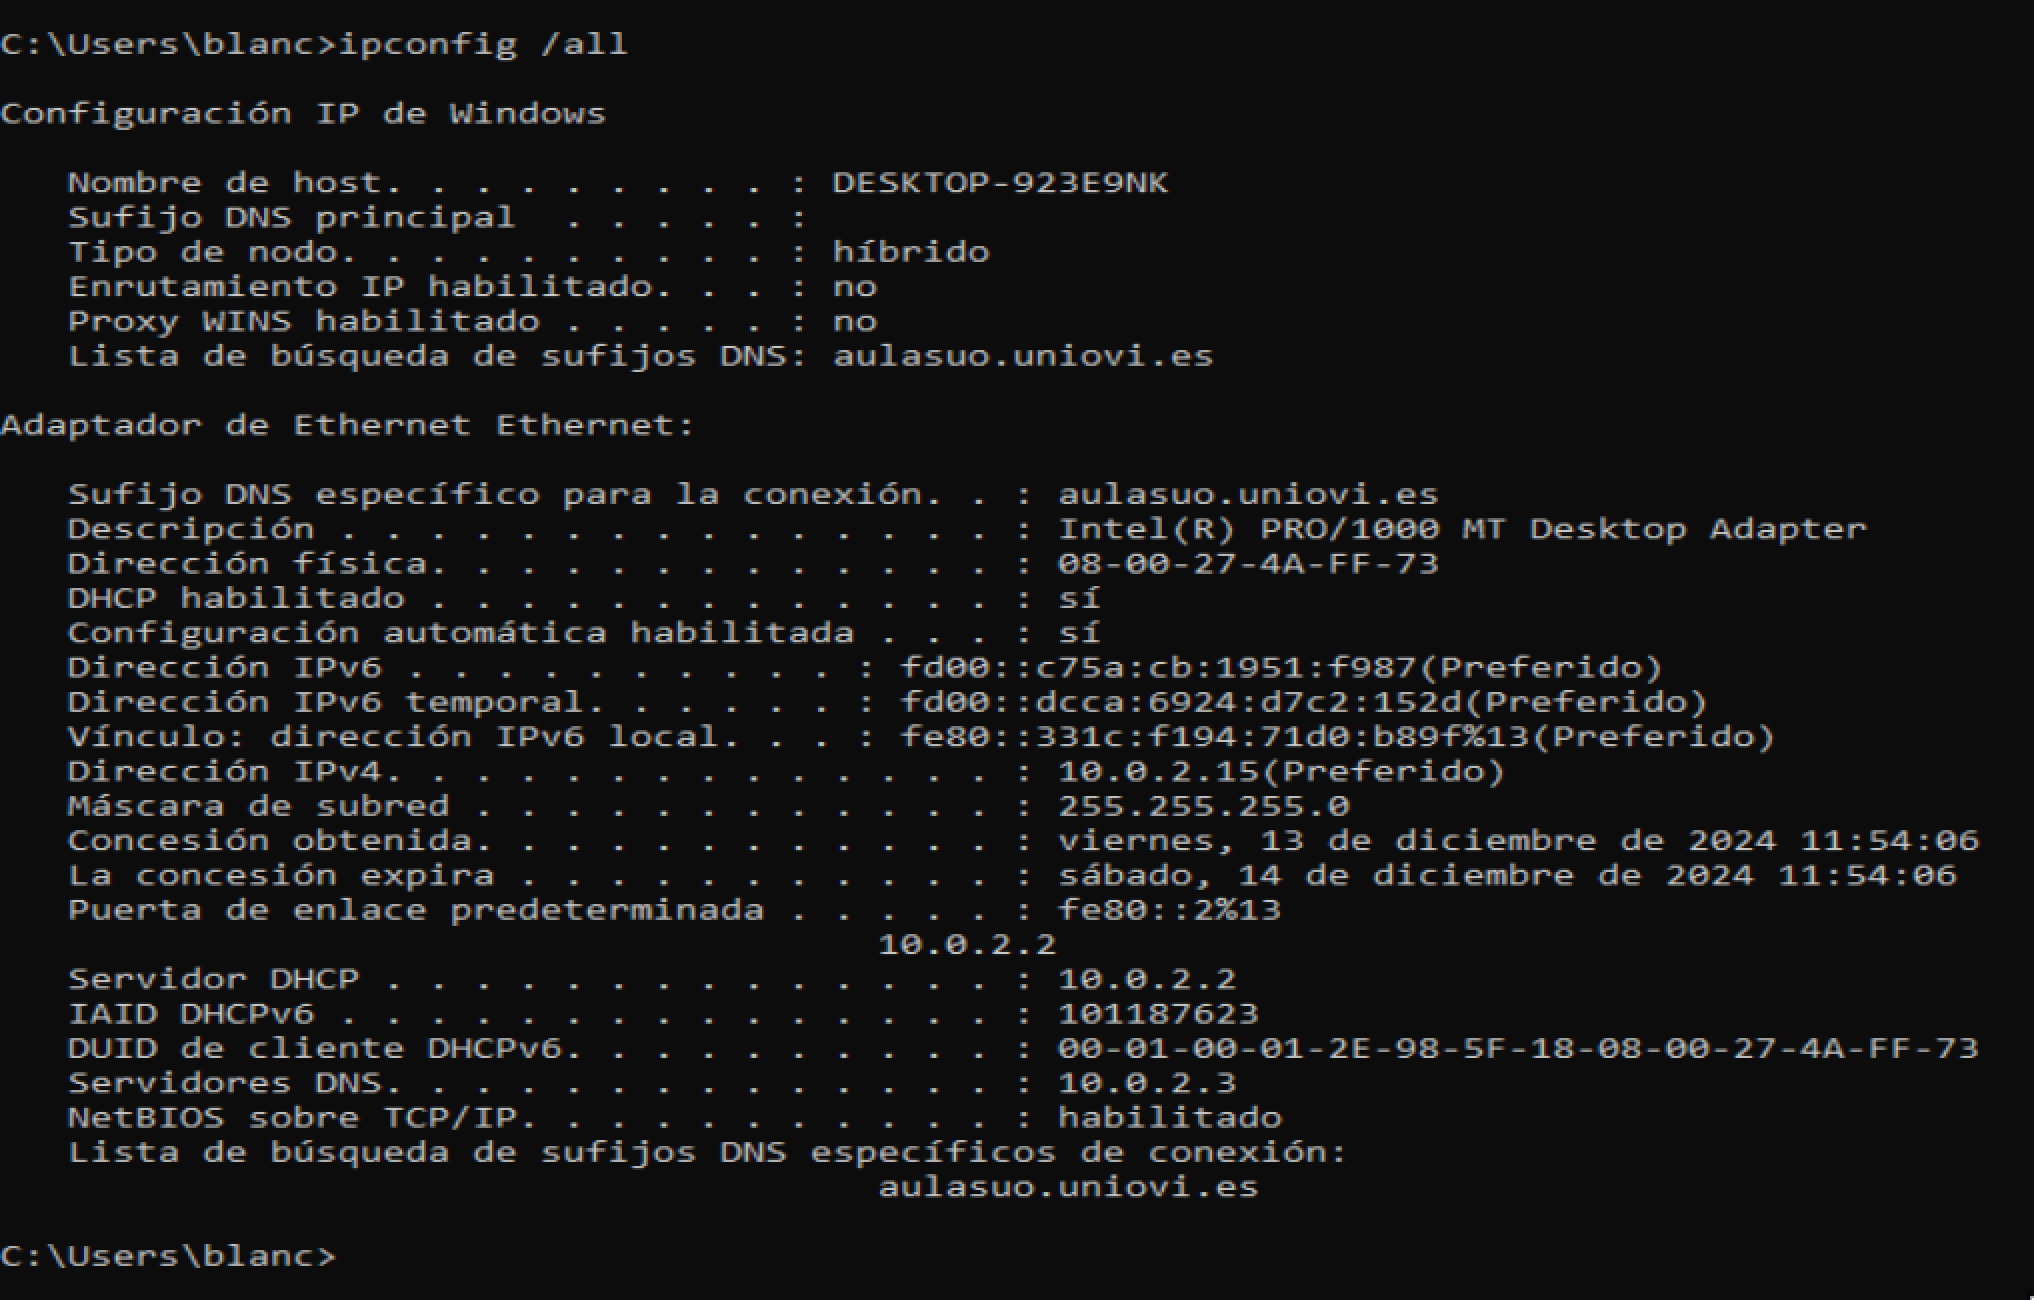 C:\Users\blanc>ipconfig /all
Configuración IP de Windows
Nombre de host. . . . . . . . . : DESKTOP-923E9NK
Sufijo DNS principal  . . . . . :
Tipo de nodo. . . . . . . . . . : híbrido
Enrutamiento IP habilitado. . . : no
Proxy WINS habilitado . . . . . : no
Lista de búsqueda de sufijos DNS: aulasuo.uniovi.es
Adaptador de Ethernet Ethernet:
Sufijo DNS específico para la conexión. . : aulasuo.uniovi.es
Descripción . . . . . . . . . . . . . . . : Intel(R) PRO/1000 MT Desktop Adapter
Dirección física. . . . . . . . . . . . . : 08-00-27-4A-FF-73
DHCP habilitado . . . . . . . . . . . . . : sí
Configuración automática habilitada . . . : sí
Dirección IPv6 . . . . . . . . . . : fd00::c75a:cb:1951:f987(Preferido)
Dirección IPv6 temporal. . . . . . : fd00::dcca:6924:d7c2:152d(Preferido)
Vínculo: dirección IPv6 local. . . : fe80::331c:f194:71d0:b89f%13(Preferido)
Dirección IPv4. . . . . . . . . . . . . . : 10.0.2.15(Preferido)
Máscara de subred . . . . . . . . . . . . : 255.255.255.0
Concesión obtenida. . . . . . . . . . . . : viernes, 13 de diciembre de 2024 11:54:06
La concesión expira . . . . . . . . . . . : sábado, 14 de diciembre de 2024 11:54:06
Puerta de enlace predeterminada . . . . . : fe80::2%13
10.0.2.2
Servidor DHCP . . . . . . . . . . . . . . : 10.0.2.2
IAID DHCPv6 . . . . . . . . . . . . . . . : 101187623
DUID de cliente DHCPv6. . . . . . . . . . : 00-01-00-01-2E-98-5F-18-08-00-27-4A-FF-73
Servidores DNS. . . . . . . . . . . . . . : 10.0.2.3
NetBIOS sobre TCP/IP. . . . . . . . . . . : habilitado
Lista de búsqueda de sufijos DNS específicos de conexión:
aulasuo.uniovi.es
C:\Users\blanc>